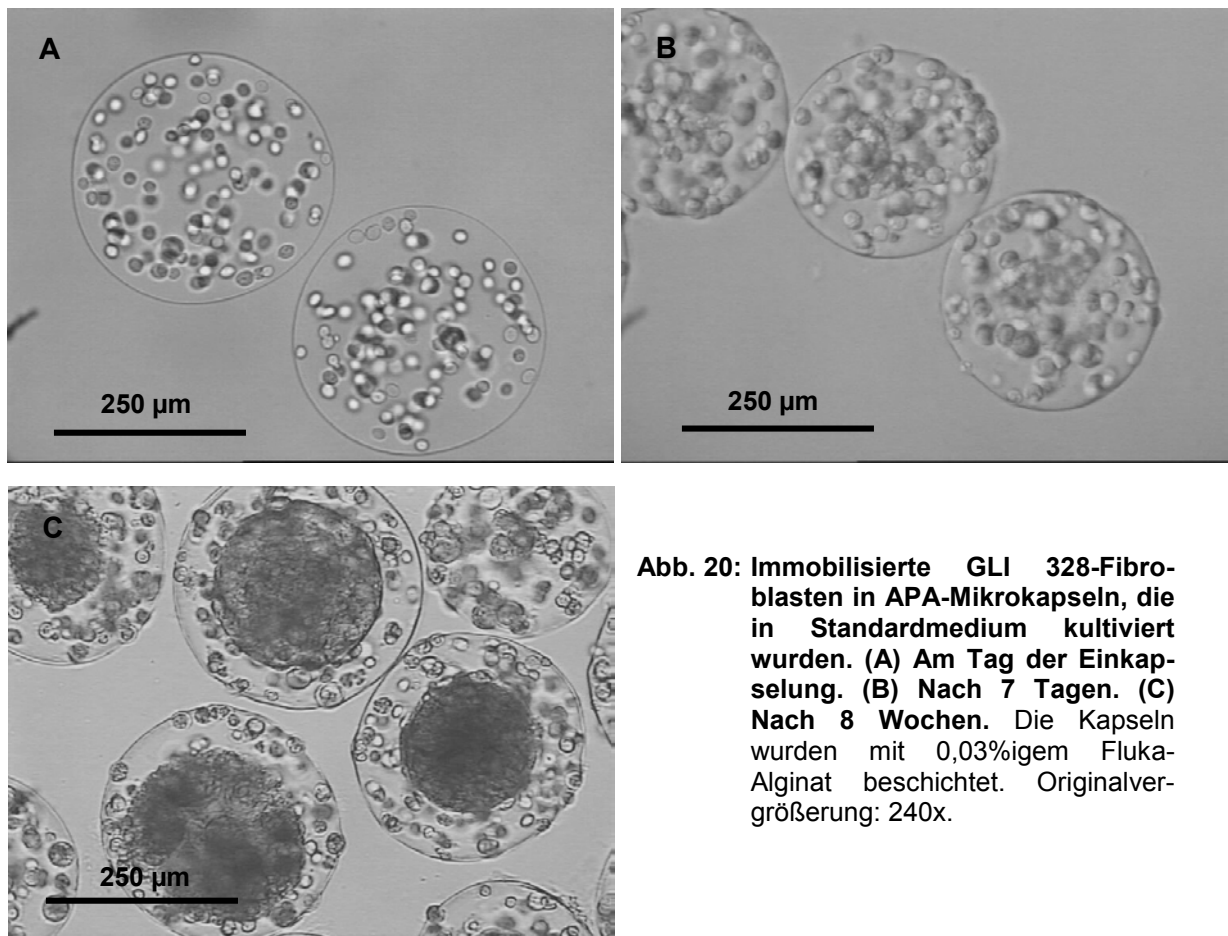 A
250 µm
B
250 µm
C
250 µm
Abb. 20: Immobilisierte GLI 328-Fibro-
blasten in APA-Mikrokapseln, die
in Standardmedium kultiviert
wurden. (A) Am Tag der Einkap-
selung. (B) Nach 7 Tagen. (C)
Nach 8 Wochen. Die Kapseln
wurden mit 0,03%igem Fluka-
Alginat beschichtet. Originalver-
größerung: 240x.